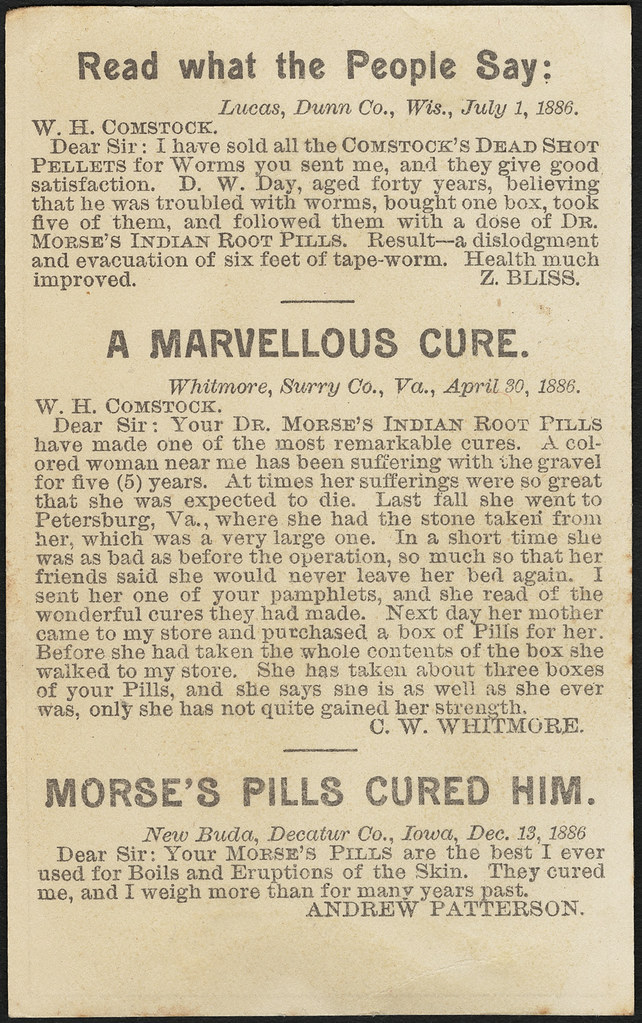 Read what the People Say:
Lucas, Dunn Co., Wis., July 1, 1886.
W. H. COMSTOCK.
Dear Sir: I have sold all the COMSTOCK'S DEAD SHOT
PELLETS for Worms you sent me, and they give good
satisfaction. D. W. Day, aged forty years, believing
that he was troubled with worms, bought one box, took
five of them, and followed them with a dose of DR.
MORSE'S INDIAN ROOT PILLS. Result—a dislodgment
and evacuation of six feet of tape-worm. Health much
improved. Z. BLISS.
A MARVELLOUS CURE.
Whitmore, Surry Co., Va., April 30, 1886.
W. H. COMSTOCK.
Dear Sir: Your DR. MORSE'S INDIAN ROOT PILLS
have made one of the most remarkable cures. A col-
ored woman near me has been suffering with the gravel
for five (5) years. At times her sufferings were so great
that she was expected to die. Last fall she went to
Petersburg, Va., where she had the stone taken from
her, which was a very large one. In a short time she
was as bad as before the operation, so much so that her
friends said she would never leave her bed again. I
sent her one of your pamphlets, and she read of the
wonderful cures they had made. Next day her mother
came to my store and purchased a box of Pills for her.
Before she had taken the whole contents of the box she
walked to my store. She has taken about three boxes
of your Pills, and she says she is as well as she ever
was, only she has not quite gained her strength.
C. W. WHITMORE.
MORSE'S PILLS CURED HIM.
New Buda, Decatur Co., Iowa, Dec. 13, 1886
Dear Sir: Your MORSE'S PILLS are the best I ever
used for Boils and Eruptions of the Skin. They cured
me, and I weigh more than for many years past.
ANDREW PATTERSON.